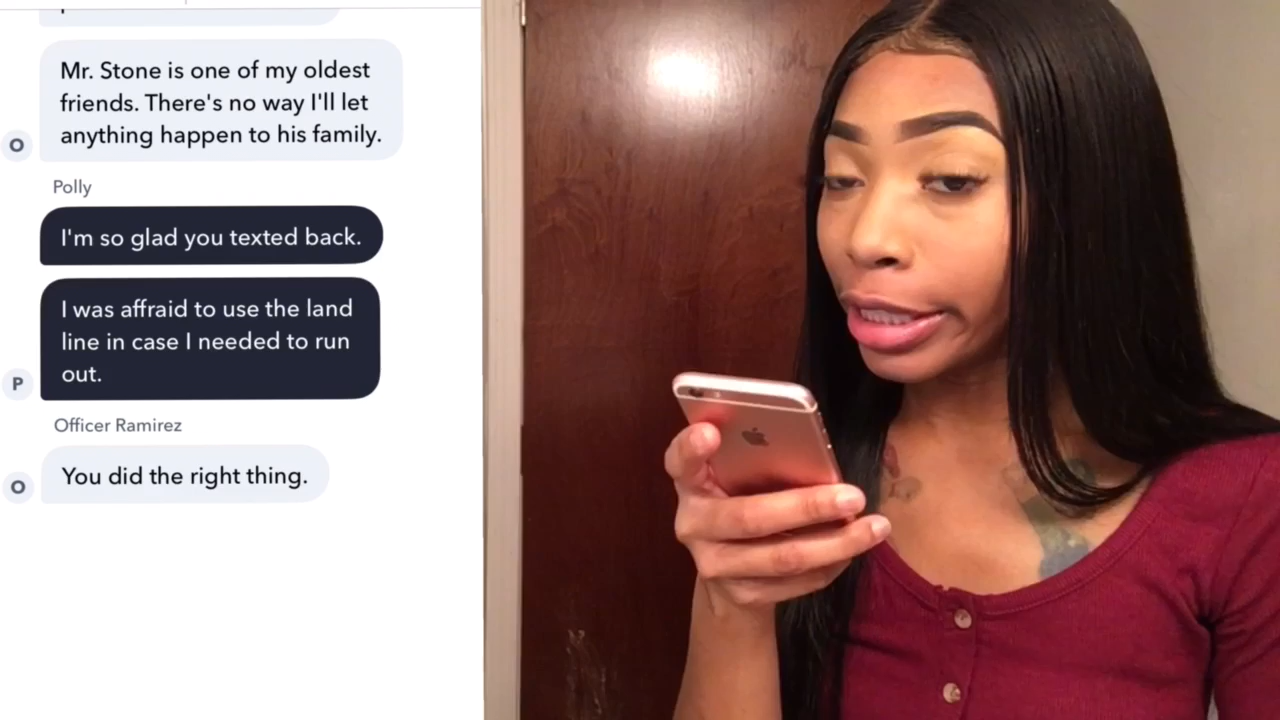 Mr. Stone is one of my oldest
friends. There's no way I'll let
anything happen to his family.
O
Polly
I'm so glad you texted back.
I was affraid to use the land
line in case I needed to run
out.
P
Officer Ramirez
You did the right thing.
O